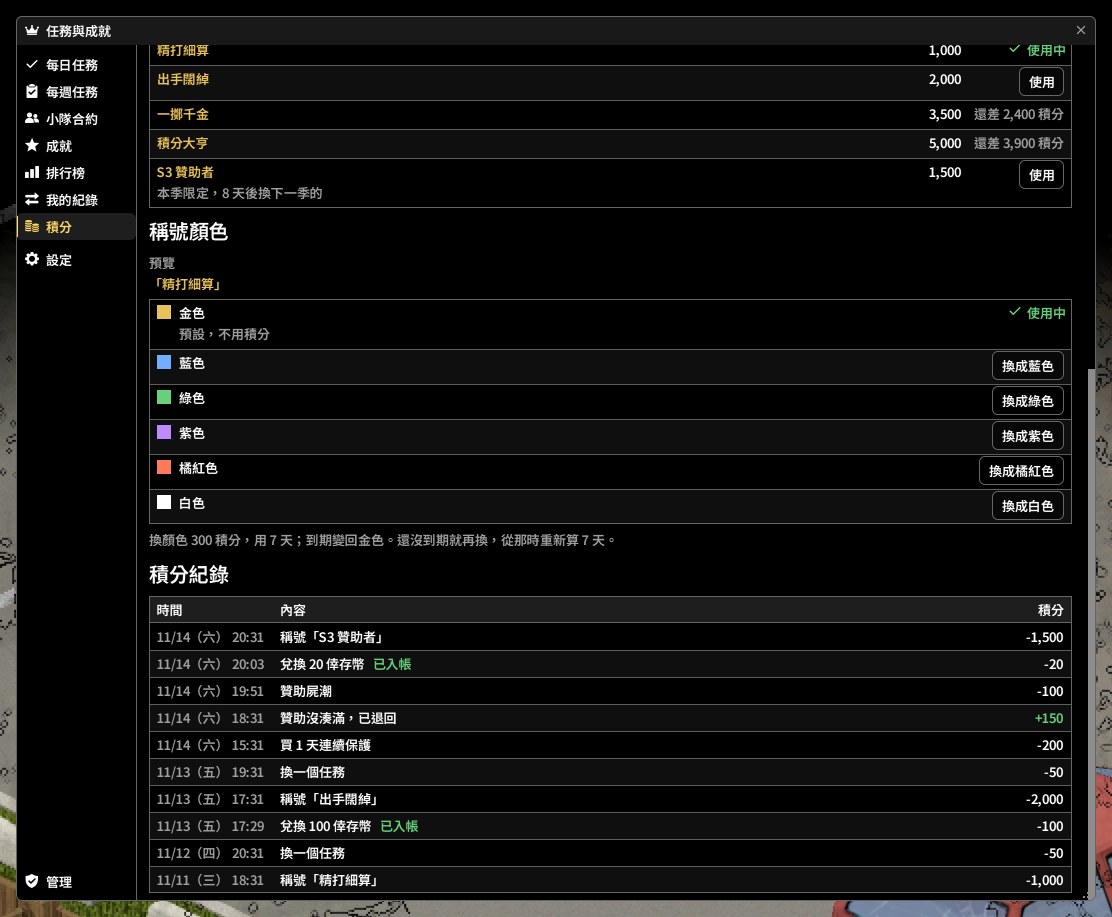 任務與成就
每日任務
每週任務
小隊合約
成就
排行榜
我的紀錄
積分
設定
管理
精打細算 1,000 使用中
出手闊綽 2,000 使用
一擲千金 3,500 還差 2,400 積分
積分大亨 5,000 還差 3,900 積分
S3 贊助者 1,500 使用
本季限定，8 天後換下一季的
稱號顏色
預覽
「精打細算」
金色 使用中
預設，不用積分
藍色 換成藍色
綠色 換成綠色
紫色 換成紫色
橘紅色 換成橘紅色
白色 換成白色
換顏色 300 積分，用 7 天；到期變回金色。還沒到期就再換，從那時重新算 7 天。
積分紀錄
時間 內容 積分
11/14（六） 20:31 稱號「S3 贊助者」 -1,500
11/14（六） 20:03 兌換 20 倖存幣 已入帳 -20
11/14（六） 19:51 贊助屍潮 -100
11/14（六） 18:31 贊助沒湊滿，已退回 +150
11/14（六） 15:31 買 1 天連續保護 -200
11/13（五） 19:31 換一個任務 -50
11/13（五） 17:31 稱號「出手闊綽」 -2,000
11/13（五） 17:29 兌換 100 倖存幣 已入帳 -100
11/12（四） 20:31 換一個任務 -50
11/11（三） 18:31 稱號「精打細算」 -1,000